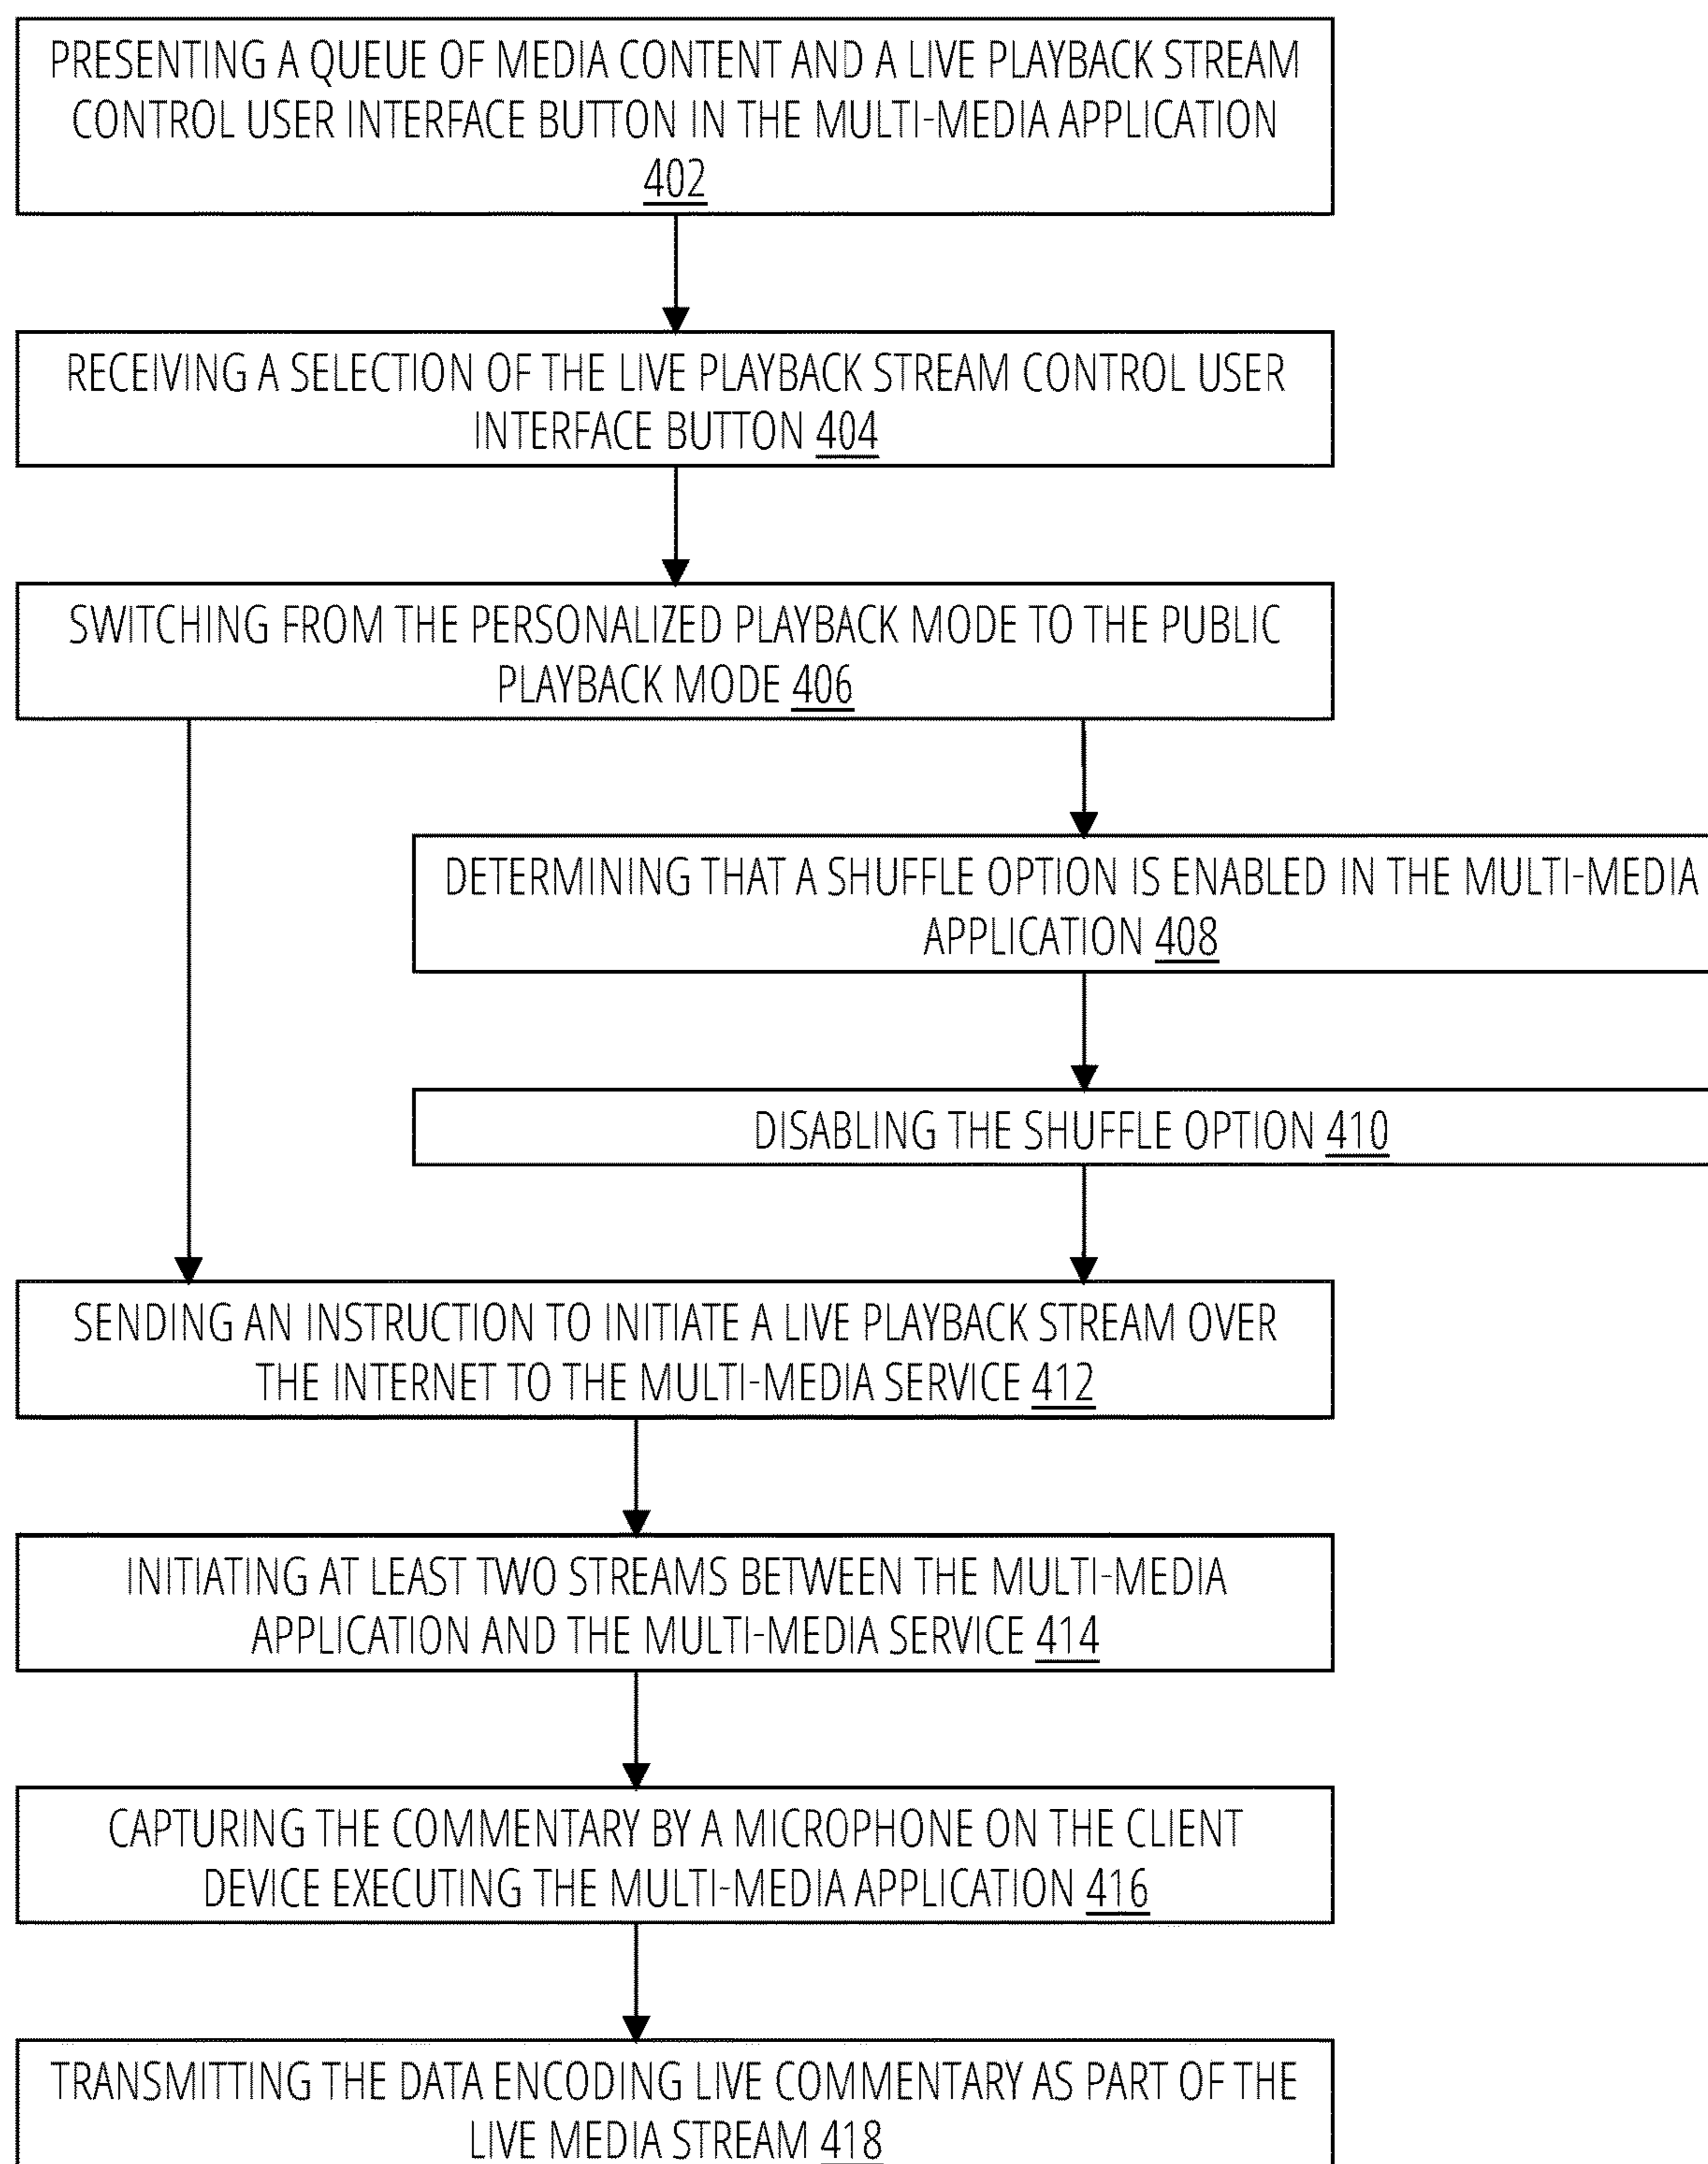 PRESENTING A QUEUE OF MEDIA CONTENT AND A LIVE PLAYBACK STREAM
CONTROL USER INTERFACE BUTTON IN THE MULTI-MEDIA APPLICATION
402
RECEIVING A SELECTION OF THE LIVE PLAYBACK STREAM CONTROL USER
INTERFACE BUTTON 404
SWITCHING FROM THE PERSONALIZED PLAYBACK MODE TO THE PUBLIC
PLAYBACK MODE 406
DETERMINING THAT A SHUFFLE OPTION IS ENABLED IN THE MULTI-MEDIA
APPLICATION 408
DISABLING THE SHUFFLE OPTION 410
SENDING AN INSTRUCTION TO INITIATE A LIVE PLAYBACK STREAM OVER
THE INTERNET TO THE MULTI-MEDIA SERVICE 412
INITIATING AT LEAST TWO STREAMS BETWEEN THE MULTI-MEDIA
APPLICATION AND THE MULTI-MEDIA SERVICE 414
CAPTURING THE COMMENTARY BY A MICROPHONE ON THE CLIENT
DEVICE EXECUTING THE MULTI-MEDIA APPLICATION 416
TRANSMITTING THE DATA ENCODING LIVE COMMENTARY AS PART OF THE
LIVE MEDIA STREAM 418